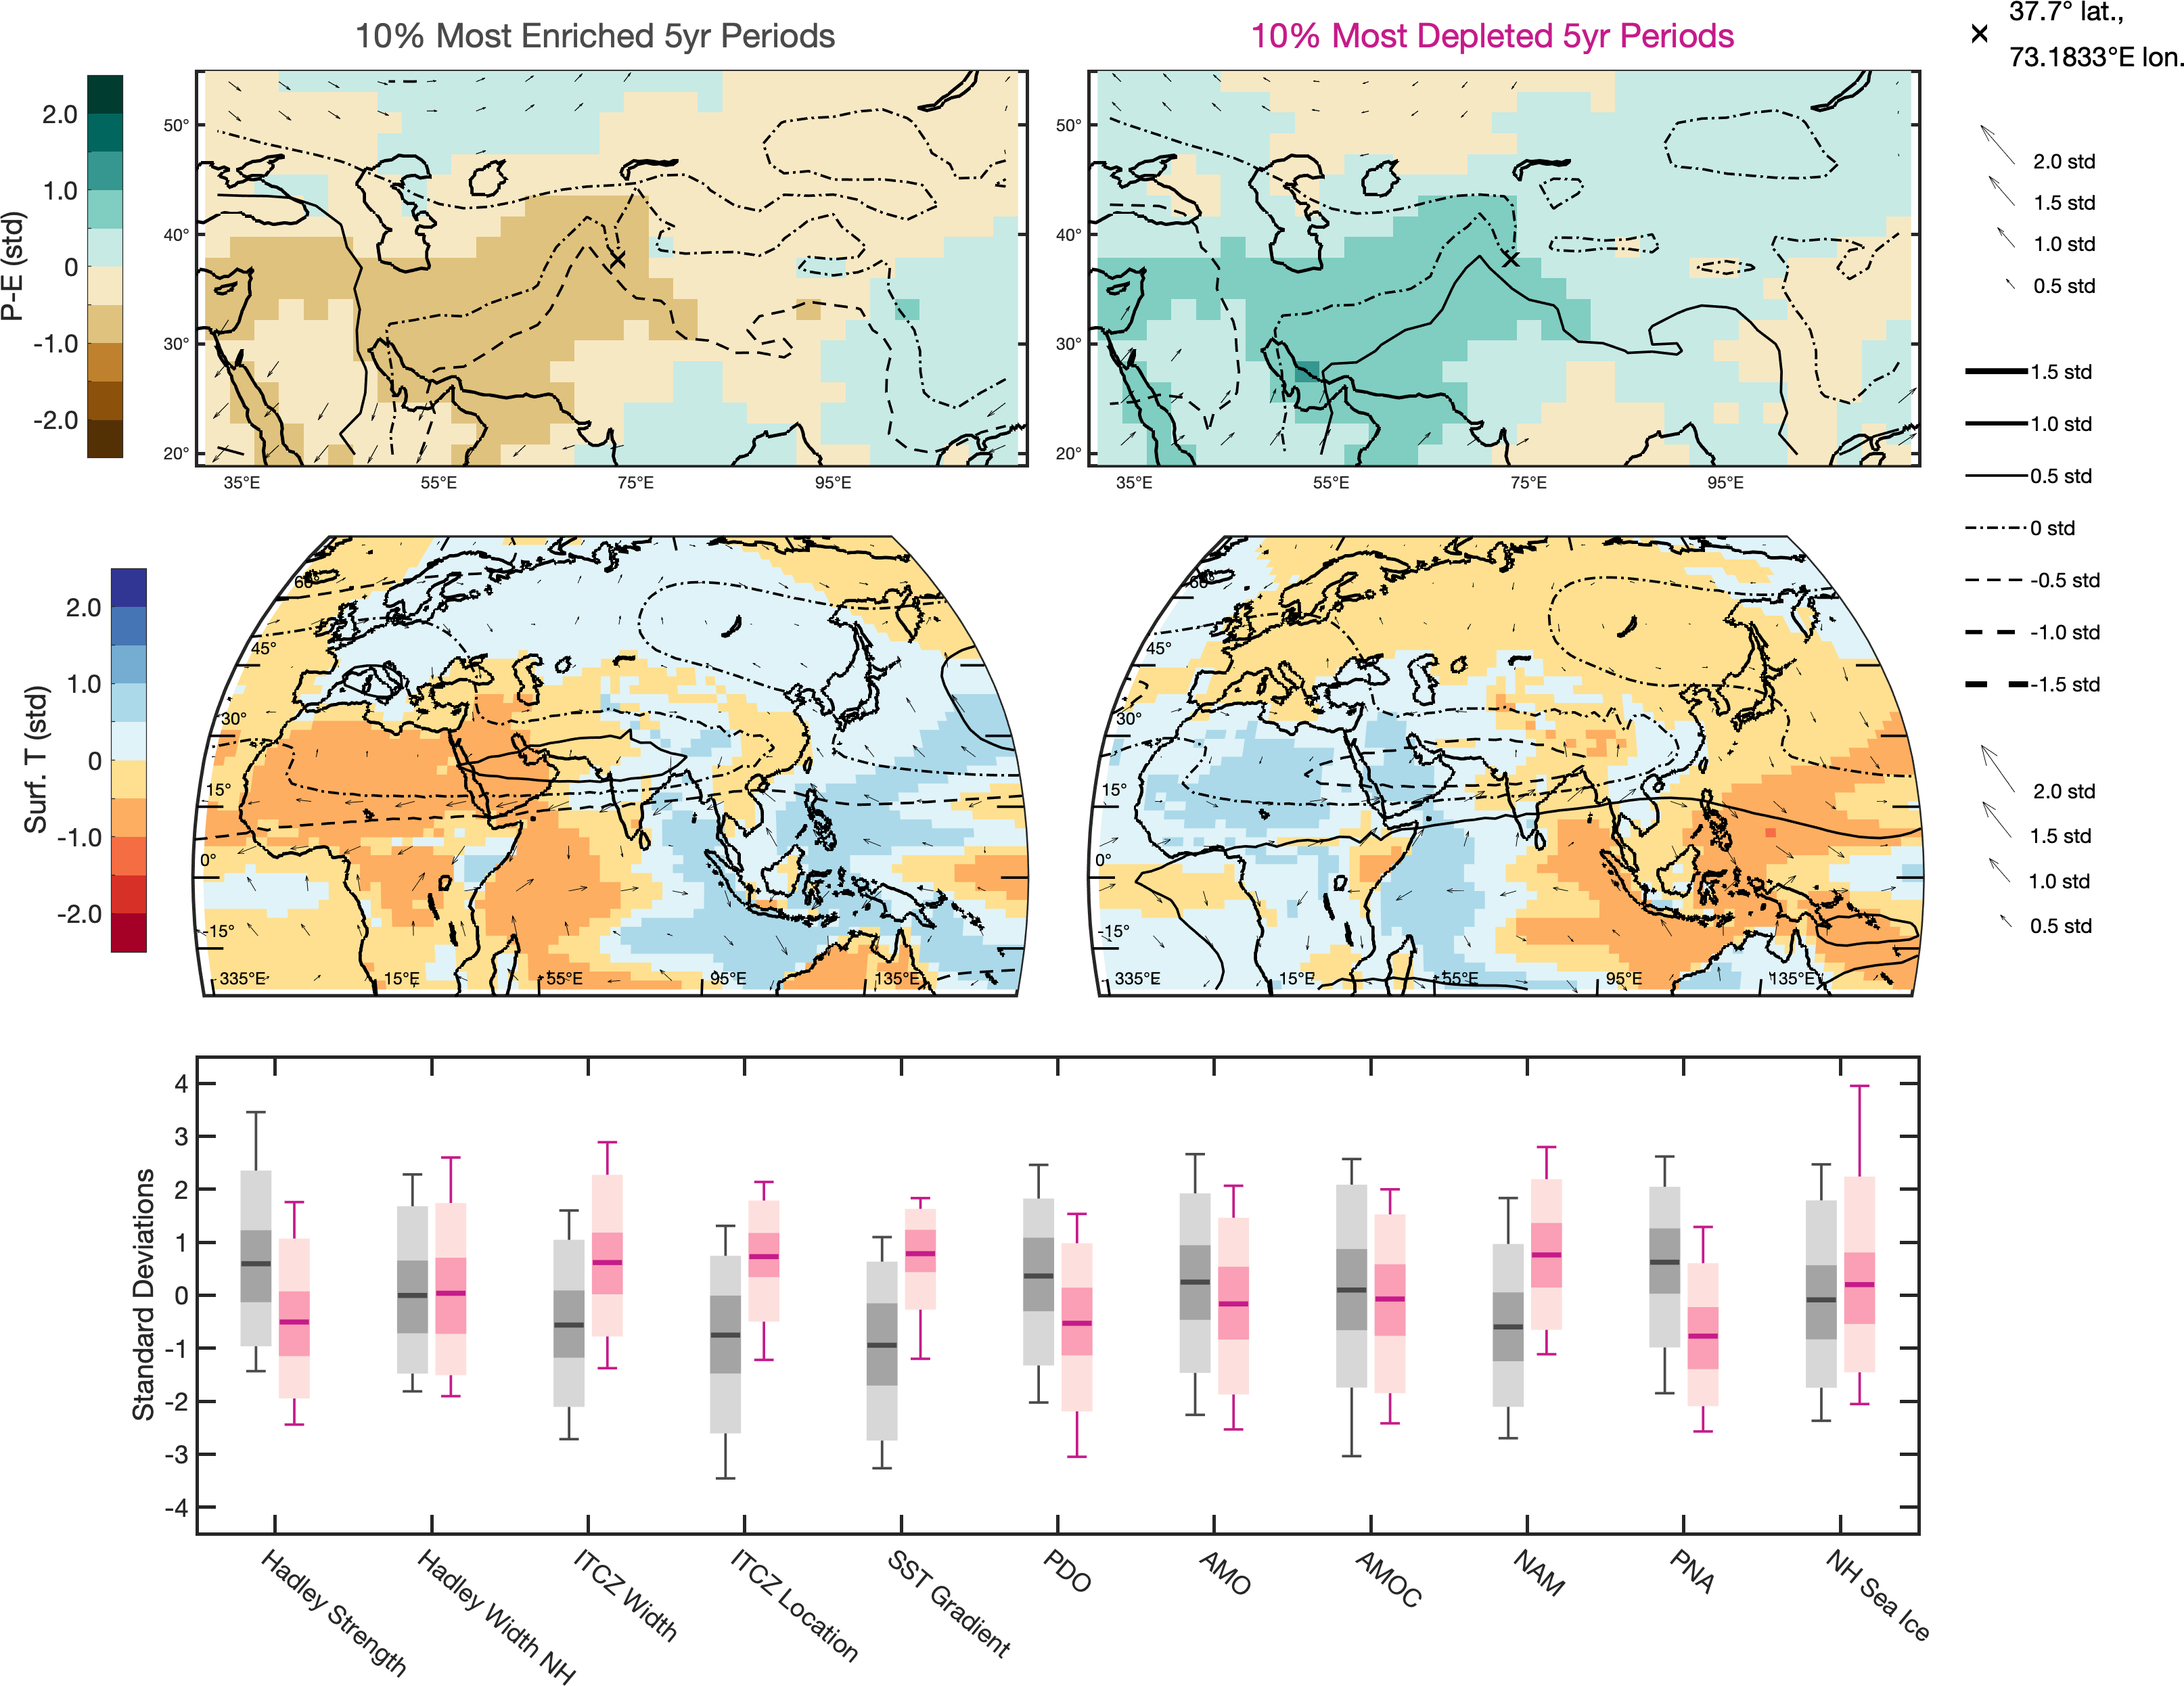 10% Most Enriched 5yr Periods
10% Most Depleted 5yr Periods
37.7° lat.,
73.1833°E lon.
P-E (std)
2.0
1.0
0
-1.0
-2.0
50°
40°
30°
20°
35°E
55°E
75°E
95°E
50°
40°
30°
20°
35°E
55°E
75°E
95°E
2.0 std
1.5 std
1.0 std
0.5 std
1.5 std
1.0 std
0.5 std
0 std
-0.5 std
-1.0 std
-1.5 std
Surf. T (std)
2.0
1.0
0
-1.0
-2.0
60°
45°
30°
15°
0°
-15°
335°E
15°E
55°E
95°E
135°E
60°
45°
30°
15°
0°
-15°
335°E
15°E
55°E
95°E
135°E
2.0 std
1.5 std
1.0 std
0.5 std
Standard Deviations
4
3
2
1
0
-1
-2
-3
-4
Hadley Strength
Hadley Width NH
ITCZ Width
ITCZ Location
SST Gradient
PDO
AMO
AMOC
NAM
PNA
NH Sea Ice